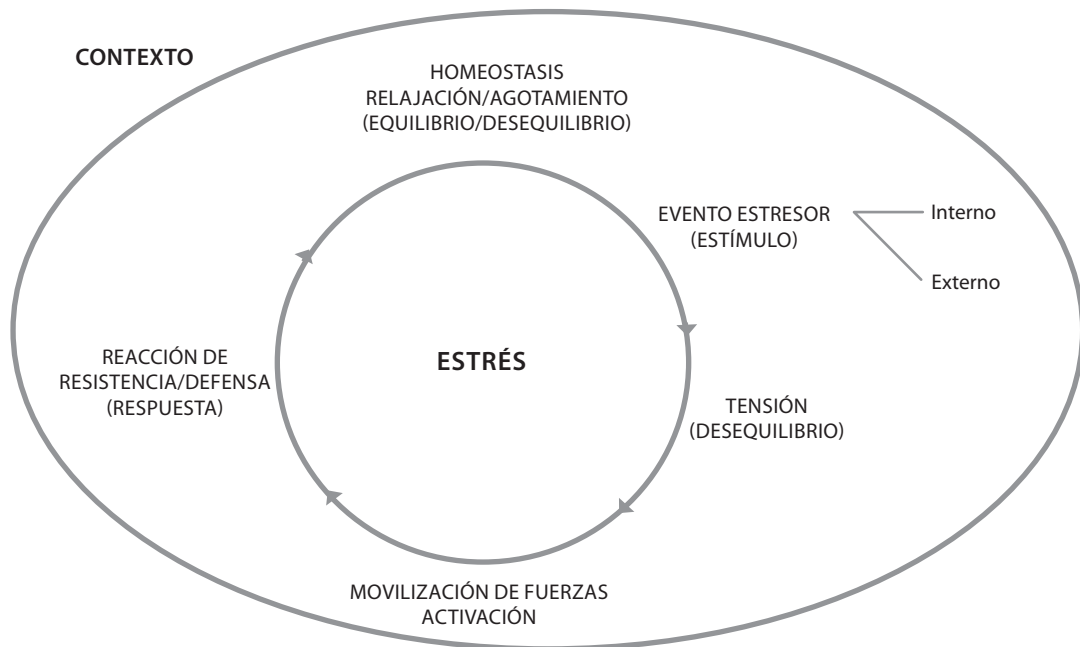 CONTEXTO
HOMEOSTASIS
RELAJACIÓN/AGOTAMIENTO
(EQUILIBRIO/DESEQUILIBRIO)
EVENTO ESTRESOR
(ESTÍMULO)
Interno
Externo
ESTRÉS
REACCIÓN DE
RESISTENCIA/DEFENSA
(RESPUESTA)
TENSIÓN
(DESEQUILIBRIO)
MOVILIZACIÓN DE FUERZAS
ACTIVACIÓN